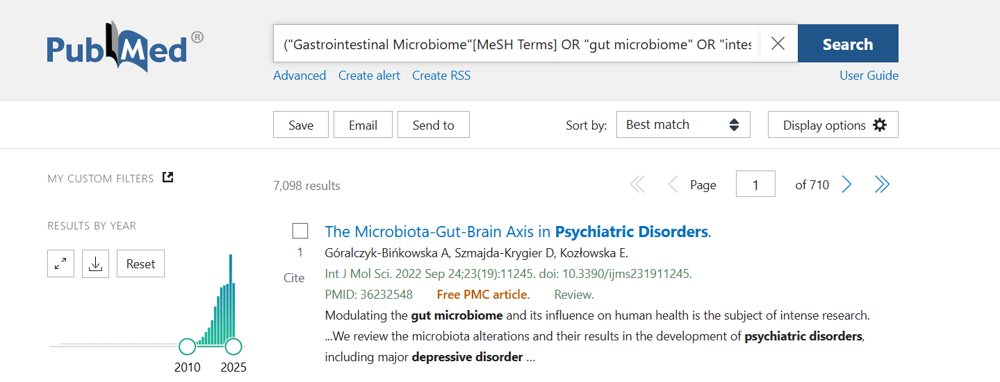 PubMed®
("Gastrointestinal Microbiome"[MeSH Terms] OR "gut microbiome" OR "intes
Search
Advanced Create alert Create RSS
User Guide
Save Email Send to
Sort by: Best match
Display options
MY CUSTOM FILTERS
7,098 results
Page 1 of 710
RESULTS BY YEAR
Reset
2010 2025
The Microbiota-Gut-Brain Axis in Psychiatric Disorders.
1
Cite
Góralczyk-Bińkowska A, Szmajda-Krygier D, Kozłowska E.
Int J Mol Sci. 2022 Sep 24;23(19):11245. doi: 10.3390/ijms231911245.
PMID: 36232548 Free PMC article. Review.
Modulating the gut microbiome and its influence on human health is the subject of intense research.
...We review the microbiota alterations and their results in the development of psychiatric disorders,
including major depressive disorder ...